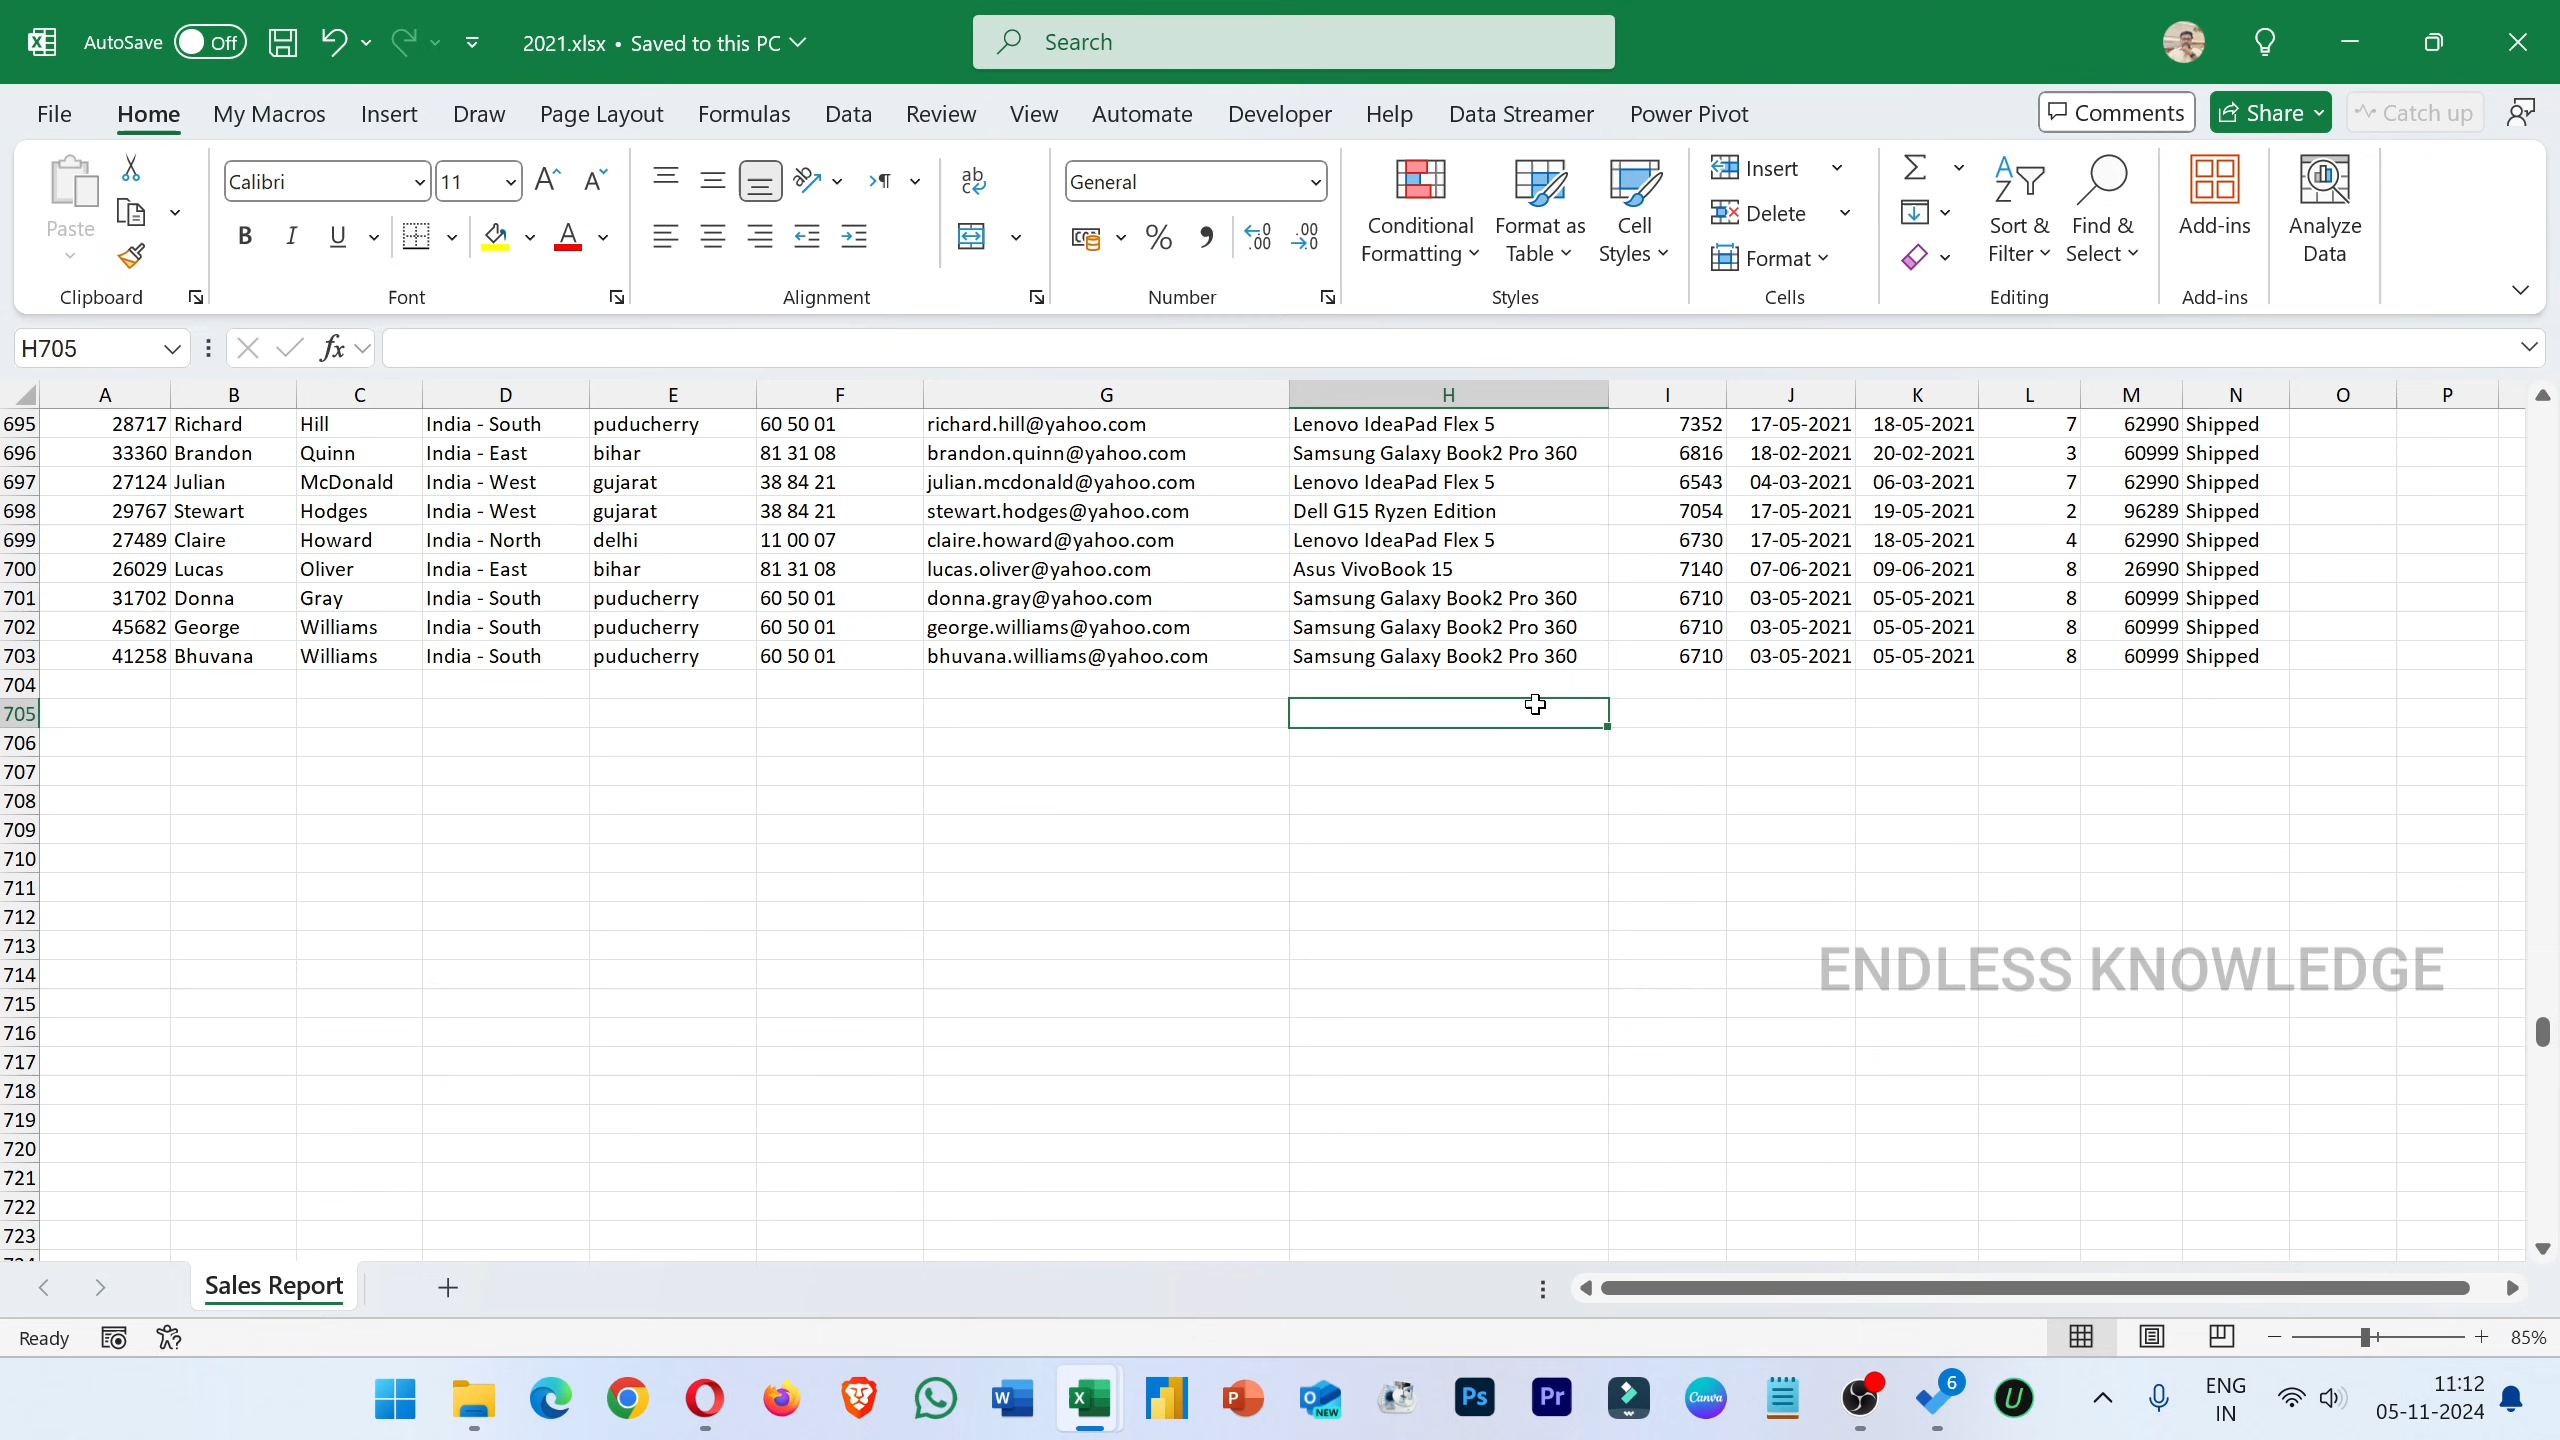 AutoSave Off 2021.xlsx • Saved to this PC Search
File Home My Macros Insert Draw Page Layout Formulas Data Review View Automate Developer Help Data Streamer Power Pivot Comments Share Catch up
Paste Calibri 11 General Conditional Formatting Format as Table Cell Styles Insert Delete Format Sort & Filter Find & Select Add-ins Analyze Data
Clipboard Font Alignment Number Styles Cells Editing Add-ins
H705 fx
A B C D E F G H I J K L M N O P
695 28717 Richard Hill India - South puducherry 60 50 01 richard.hill@yahoo.com Lenovo IdeaPad Flex 5 7352 17-05-2021 18-05-2021 7 62990 Shipped
696 33360 Brandon Quinn India - East bihar 81 31 08 brandon.quinn@yahoo.com Samsung Galaxy Book2 Pro 360 6816 18-02-2021 20-02-2021 3 60999 Shipped
697 27124 Julian McDonald India - West gujarat 38 84 21 julian.mcdonald@yahoo.com Lenovo IdeaPad Flex 5 6543 04-03-2021 06-03-2021 7 62990 Shipped
698 29767 Stewart Hodges India - West gujarat 38 84 21 stewart.hodges@yahoo.com Dell G15 Ryzen Edition 7054 17-05-2021 19-05-2021 2 96289 Shipped
699 27489 Claire Howard India - North delhi 11 00 07 claire.howard@yahoo.com Lenovo IdeaPad Flex 5 6730 17-05-2021 18-05-2021 4 62990 Shipped
700 26029 Lucas Oliver India - East bihar 81 31 08 lucas.oliver@yahoo.com Asus VivoBook 15 7140 07-06-2021 09-06-2021 8 26990 Shipped
701 31702 Donna Gray India - South puducherry 60 50 01 donna.gray@yahoo.com Samsung Galaxy Book2 Pro 360 6710 03-05-2021 05-05-2021 8 60999 Shipped
702 45682 George Williams India - South puducherry 60 50 01 george.williams@yahoo.com Samsung Galaxy Book2 Pro 360 6710 03-05-2021 05-05-2021 8 60999 Shipped
703 41258 Bhuvana Williams India - South puducherry 60 50 01 bhuvana.williams@yahoo.com Samsung Galaxy Book2 Pro 360 6710 03-05-2021 05-05-2021 8 60999 Shipped
704
705
706
707
708
709
710
711
712
713
714 ENDLESS KNOWLEDGE
715
716
717
718
719
720
721
722
723
Sales Report
Ready 85%
6 ENG IN 11:12 05-11-2024